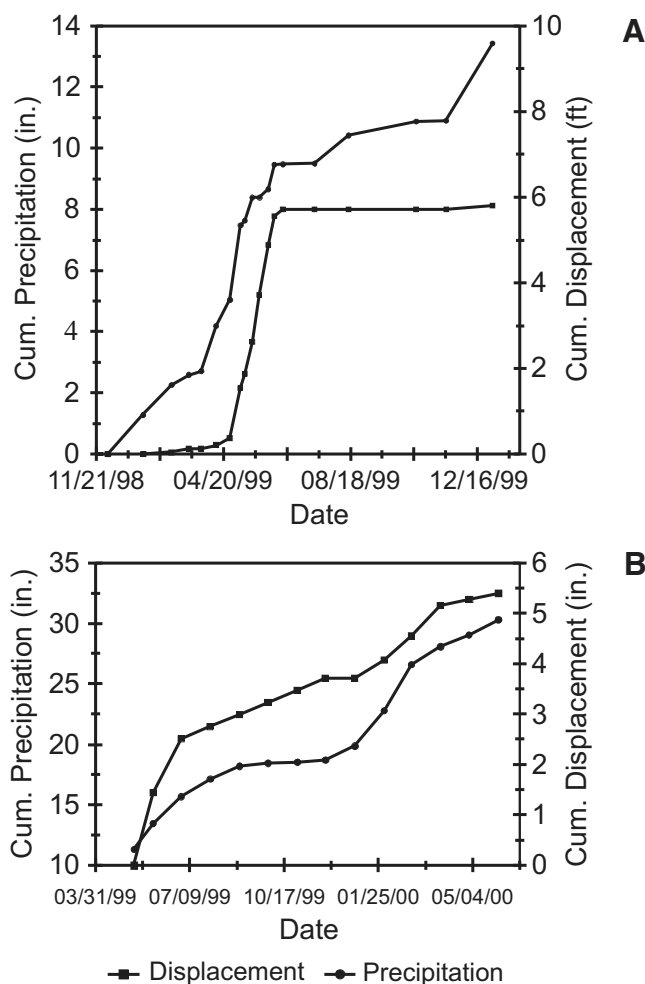 A
14
12
10
8
6
4
2
0
Cum. Precipitation (in.)
10
8
6
4
2
0
Cum. Displacement (ft)
11/21/98 04/20/99 08/18/99 12/16/99
Date
B
35
30
25
20
15
10
Cum. Precipitation (in.)
6
5
4
3
2
1
0
Cum. Displacement (in.)
03/31/99 07/09/99 10/17/99 01/25/00 05/04/00
Date
Displacement Precipitation